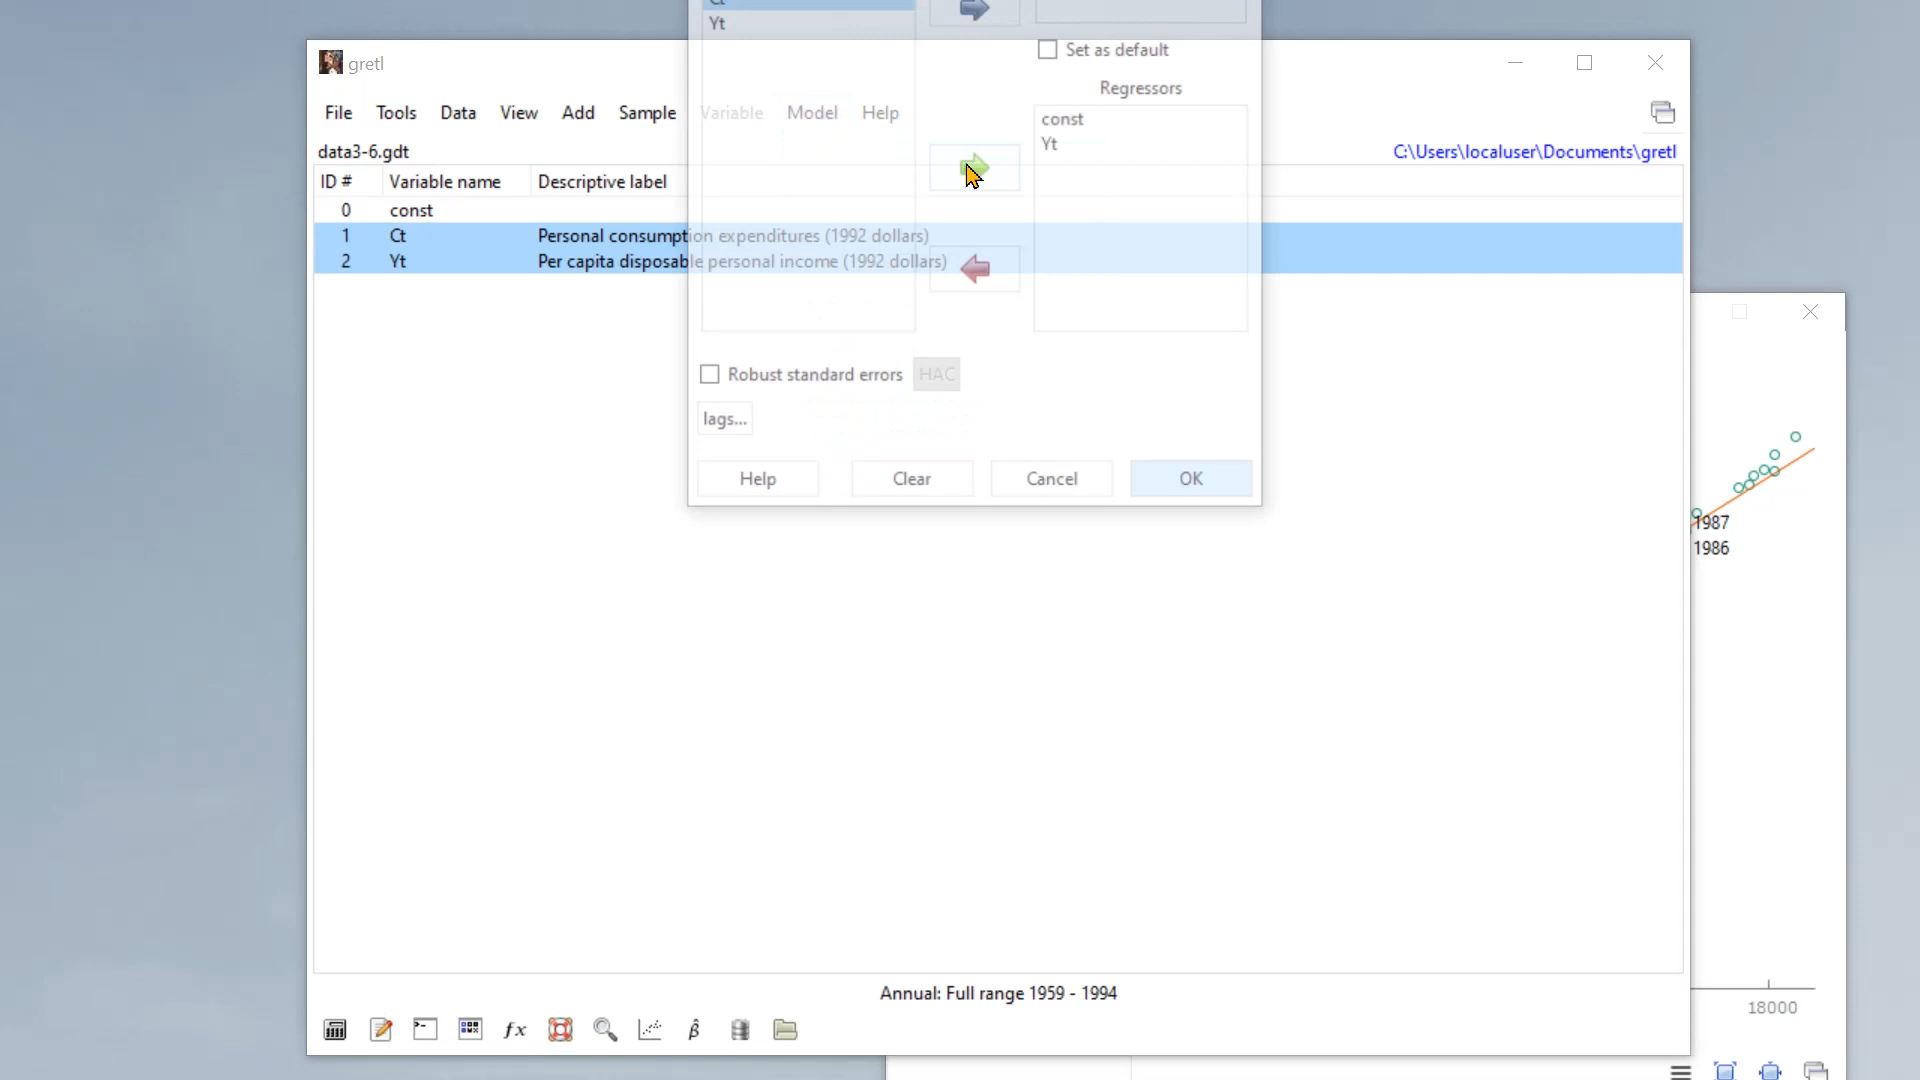 Ct
Yt
Set as default
gretl
Regressors
File Tools Data View Add Sample Variable Model Help
const
Yt
data3-6.gdt
C:\Users\localuser\Documents\gretl
ID # Variable name Descriptive label
0 const
1 Ct Personal consumption expenditures (1992 dollars)
2 Yt Per capita disposable personal income (1992 dollars)
Robust standard errors HAC
lags...
Help Clear Cancel OK
1987
1986
Annual: Full range 1959 - 1994
18000
fx
β̂